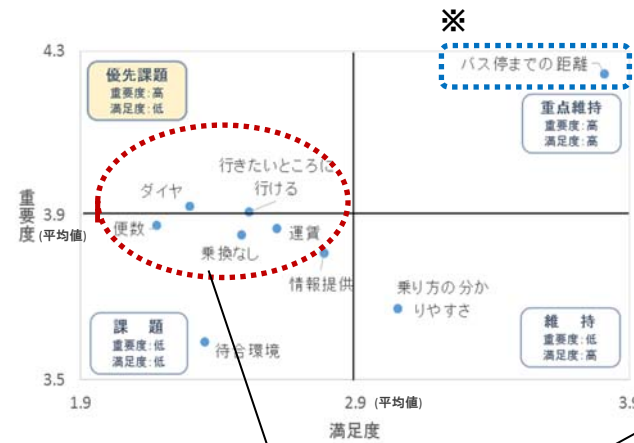 ※
4.3
バス停までの距離
優先課題
重要度:高
満足度:低
重点維持
重要度:高
満足度:高
行きたいところに
行ける
ダイヤ
重要度
3.9
(平均値)
便数
運賃
乗換なし
情報提供
乗り方の分か
りやすさ
課 題
重要度:低
満足度:低
待合環境
維 持
重要度:低
満足度:高
3.5
1.9
2.9 (平均値)
3.9
満足度